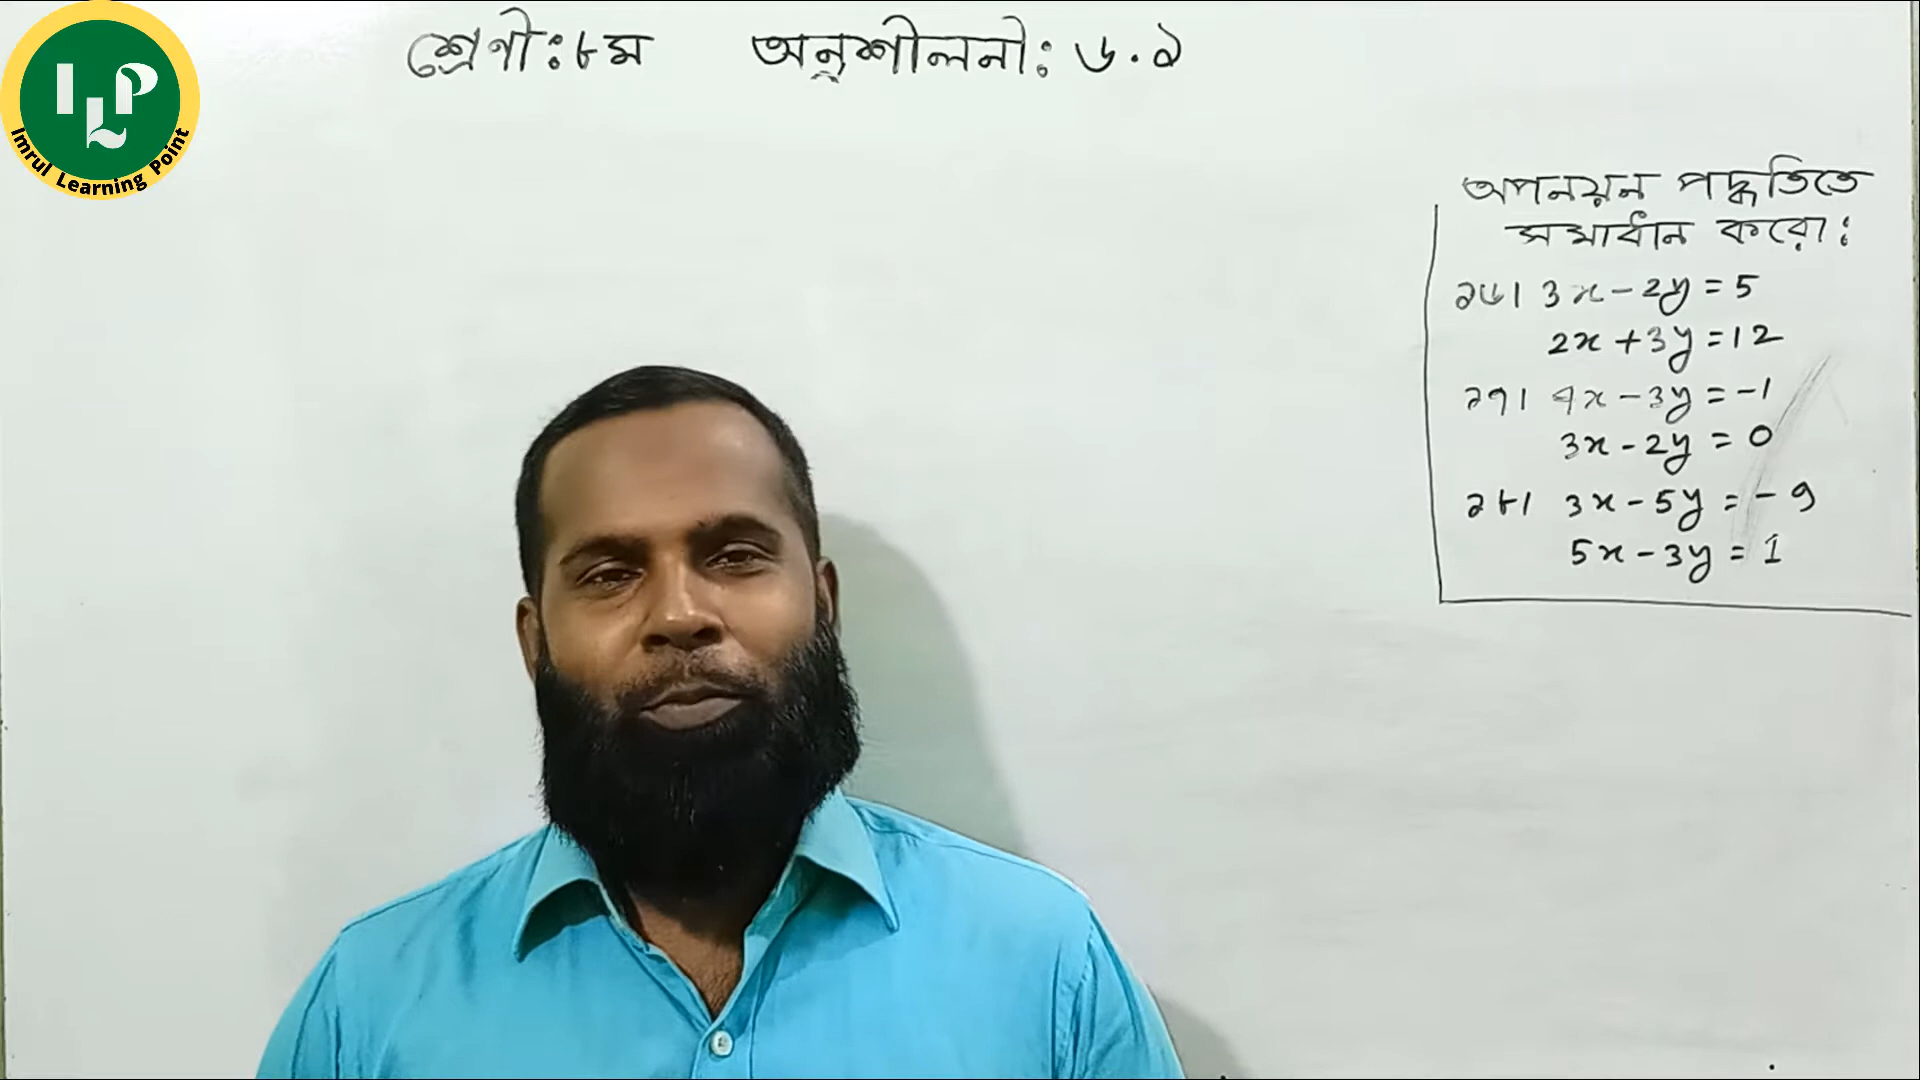 ILP
Imrul Learning Point
শ্রেণী:৮ম অনুশীলনী: ৬.১
অপনয়ন পদ্ধতিতে
সমাধান করো:
১৬। 3x-2y=5
2x+3y=12
১৭। 4x-3y=-1
3x-2y=0
১৮। 3x-5y=-9
5x-3y=1